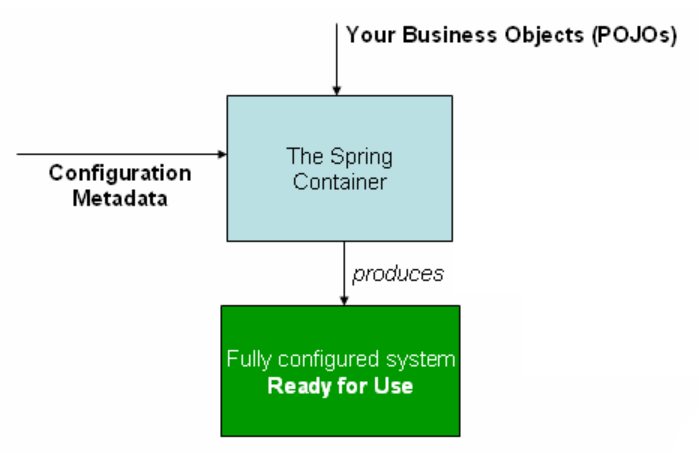 Your Business Objects (POJOs)
The Spring
Container
Configuration
Metadata
produces
Fully configured system
Ready for Use